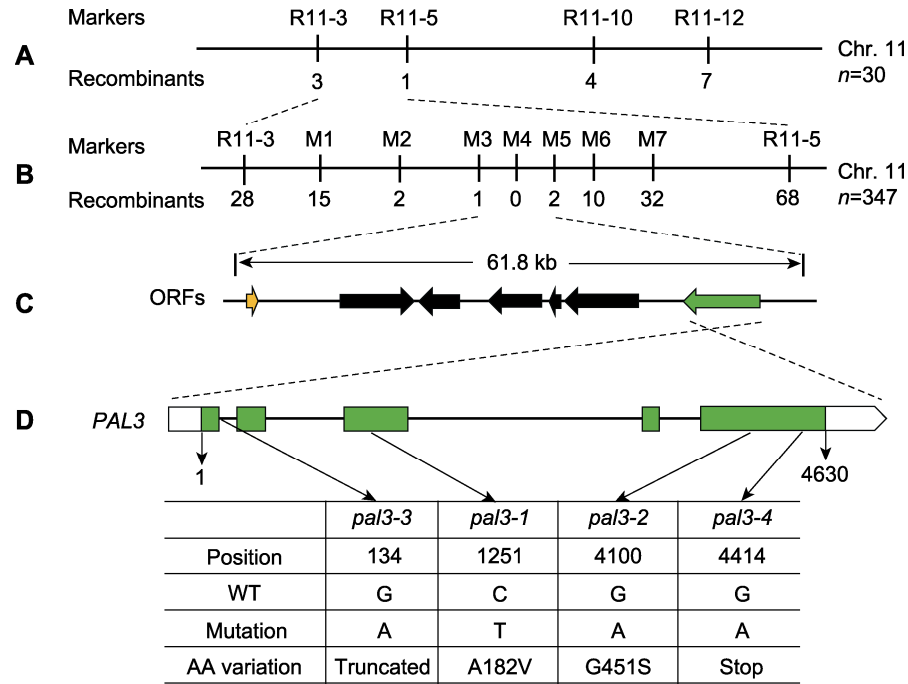 Markers R11-3 R11-5 R11-10 R11-12
A Chr. 11
Recombinants 3 1 4 7 n=30
Markers R11-3 M1 M2 M3 M4 M5 M6 M7 R11-5
B Chr. 11
Recombinants 28 15 2 1 0 2 10 32 68 n=347
61.8 kb
C ORFs
D PAL3
1 4630
pal3-3 pal3-1 pal3-2 pal3-4
Position 134 1251 4100 4414
WT G C G G
Mutation A T A A
AA variation Truncated A182V G451S Stop